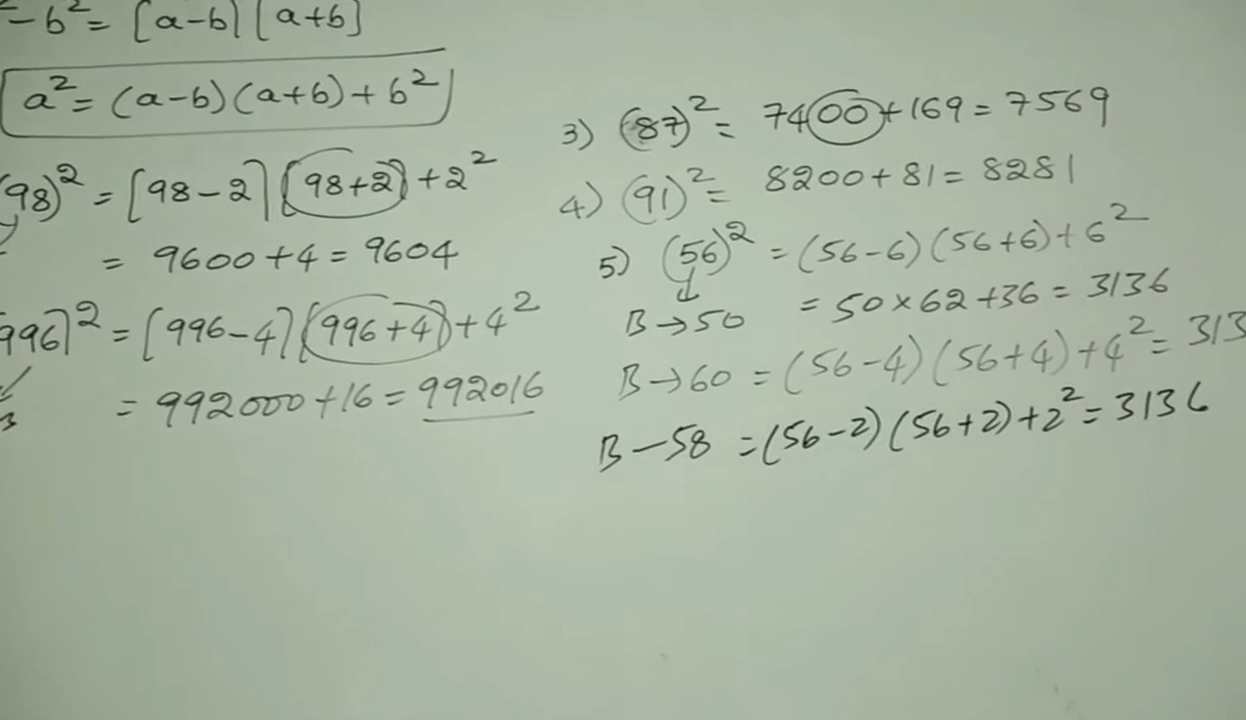 - b² = [a-b] [a+b]
a² = (a-b)(a+b) + b²
98)² = [98-2] [98+2) + 2²
= 9600 + 4 = 9604
996)² = [996-4] (996+4) + 4²
= 992000 + 16 = 992016
3) (87)² = 7400 + 169 = 7569
4) (91)² = 8200 + 81 = 8281
5) (56)² = (56-6) (56+6) + 6²
B → 50 = 50 × 62 + 36 = 3136
B → 60 = (56-4) (56+4) + 4² = 313
B - 58 = (56-2) (56+2) + 2² = 3136